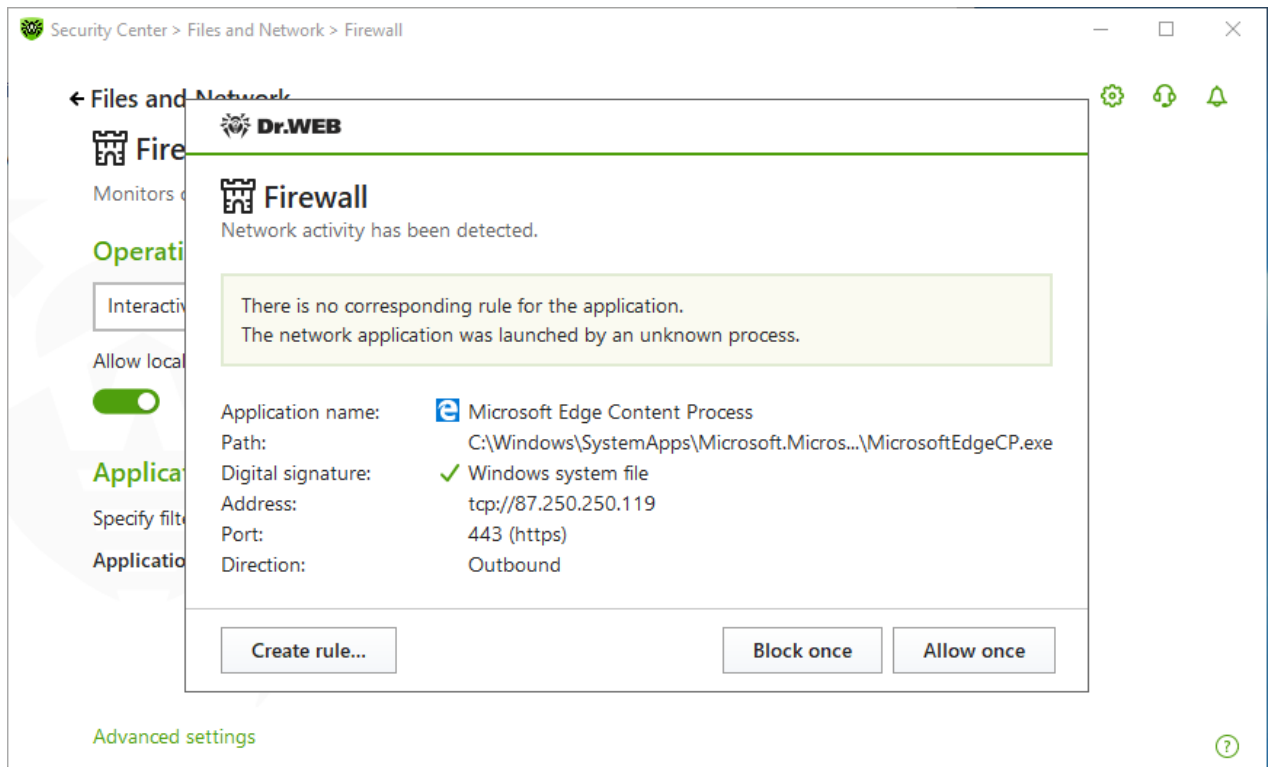 Security Center > Files and Network > Firewall
Files and Network
Fire
Monitors
Operati
Interactiv
Allow local
Applica
Specify filt
Applicatio
Dr.WEB
Firewall
Network activity has been detected.
There is no corresponding rule for the application.
The network application was launched by an unknown process.
Application name: Microsoft Edge Content Process
Path: C:\Windows\SystemApps\Microsoft.Micros...\MicrosoftEdgeCP.exe
Digital signature: Windows system file
Address: tcp://87.250.250.119
Port: 443 (https)
Direction: Outbound
Create rule... Block once Allow once
Advanced settings